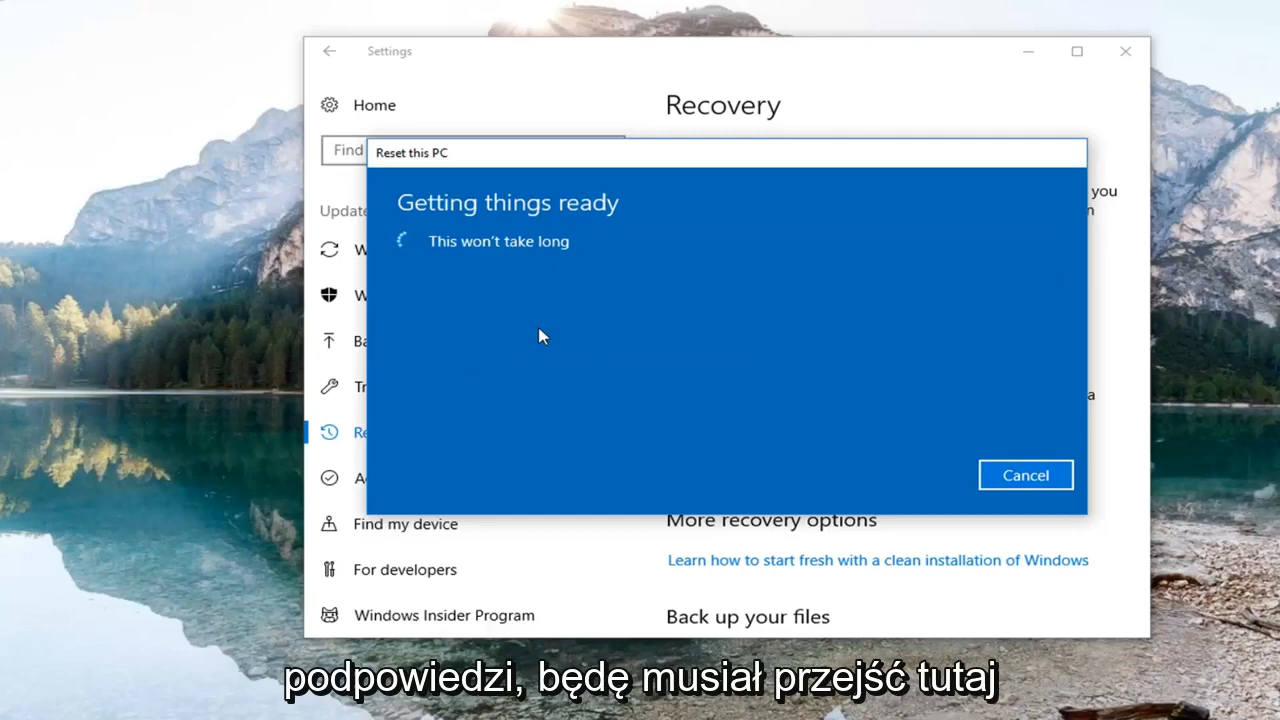 Settings
Home
Recovery
Find
Reset this PC
Getting things ready
This won't take long
you
Update
W
W
Ba
Tr
a
Re
A
Cancel
Find my device
More recovery options
Learn how to start fresh with a clean installation of Windows
For developers
Windows Insider Program
Back up your files
podpowiedzi, będę musiał przejść tutaj